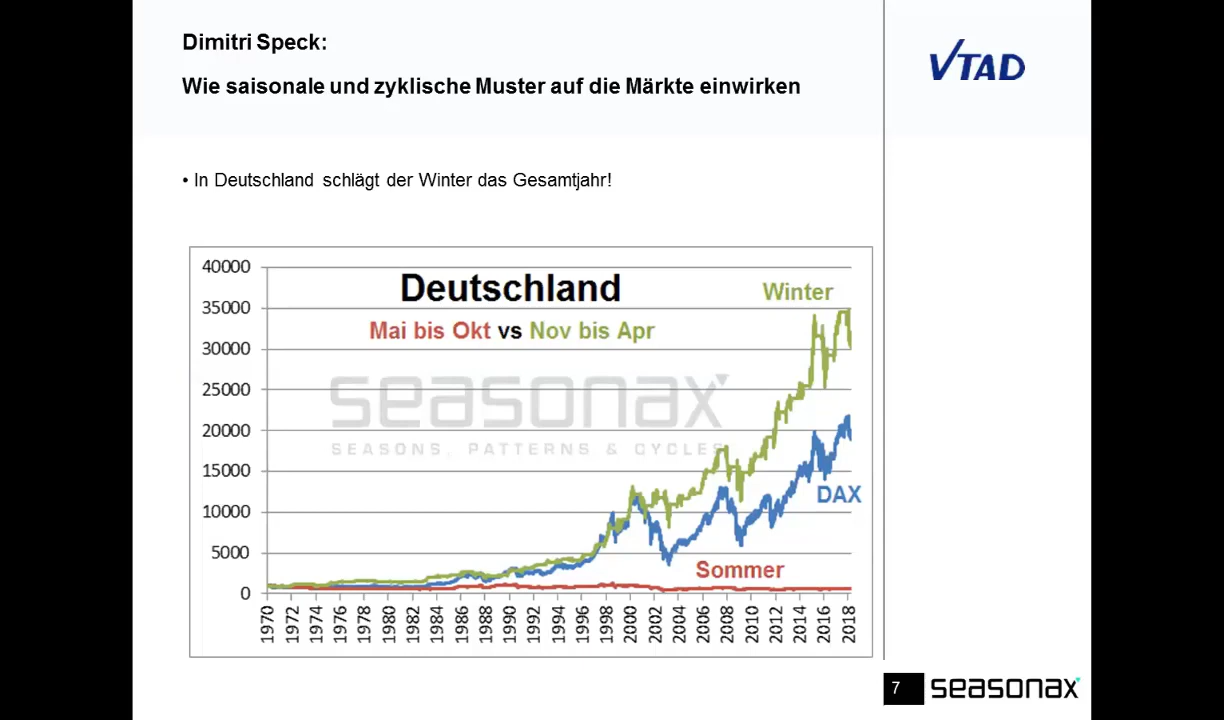 Dimitri Speck:
Wie saisonale und zyklische Muster auf die Märkte einwirken
VTAD
• In Deutschland schlägt der Winter das Gesamtjahr!
Deutschland
Mai bis Okt vs Nov bis Apr
Winter
seasonax
SEASONS, PATTERNS & CYCLES
DAX
Sommer
40000
35000
30000
25000
20000
15000
10000
5000
0
1970
1972
1974
1976
1978
1980
1982
1984
1986
1988
1990
1992
1994
1996
1998
2000
2002
2004
2006
2008
2010
2012
2014
2016
2018
7
seasonax